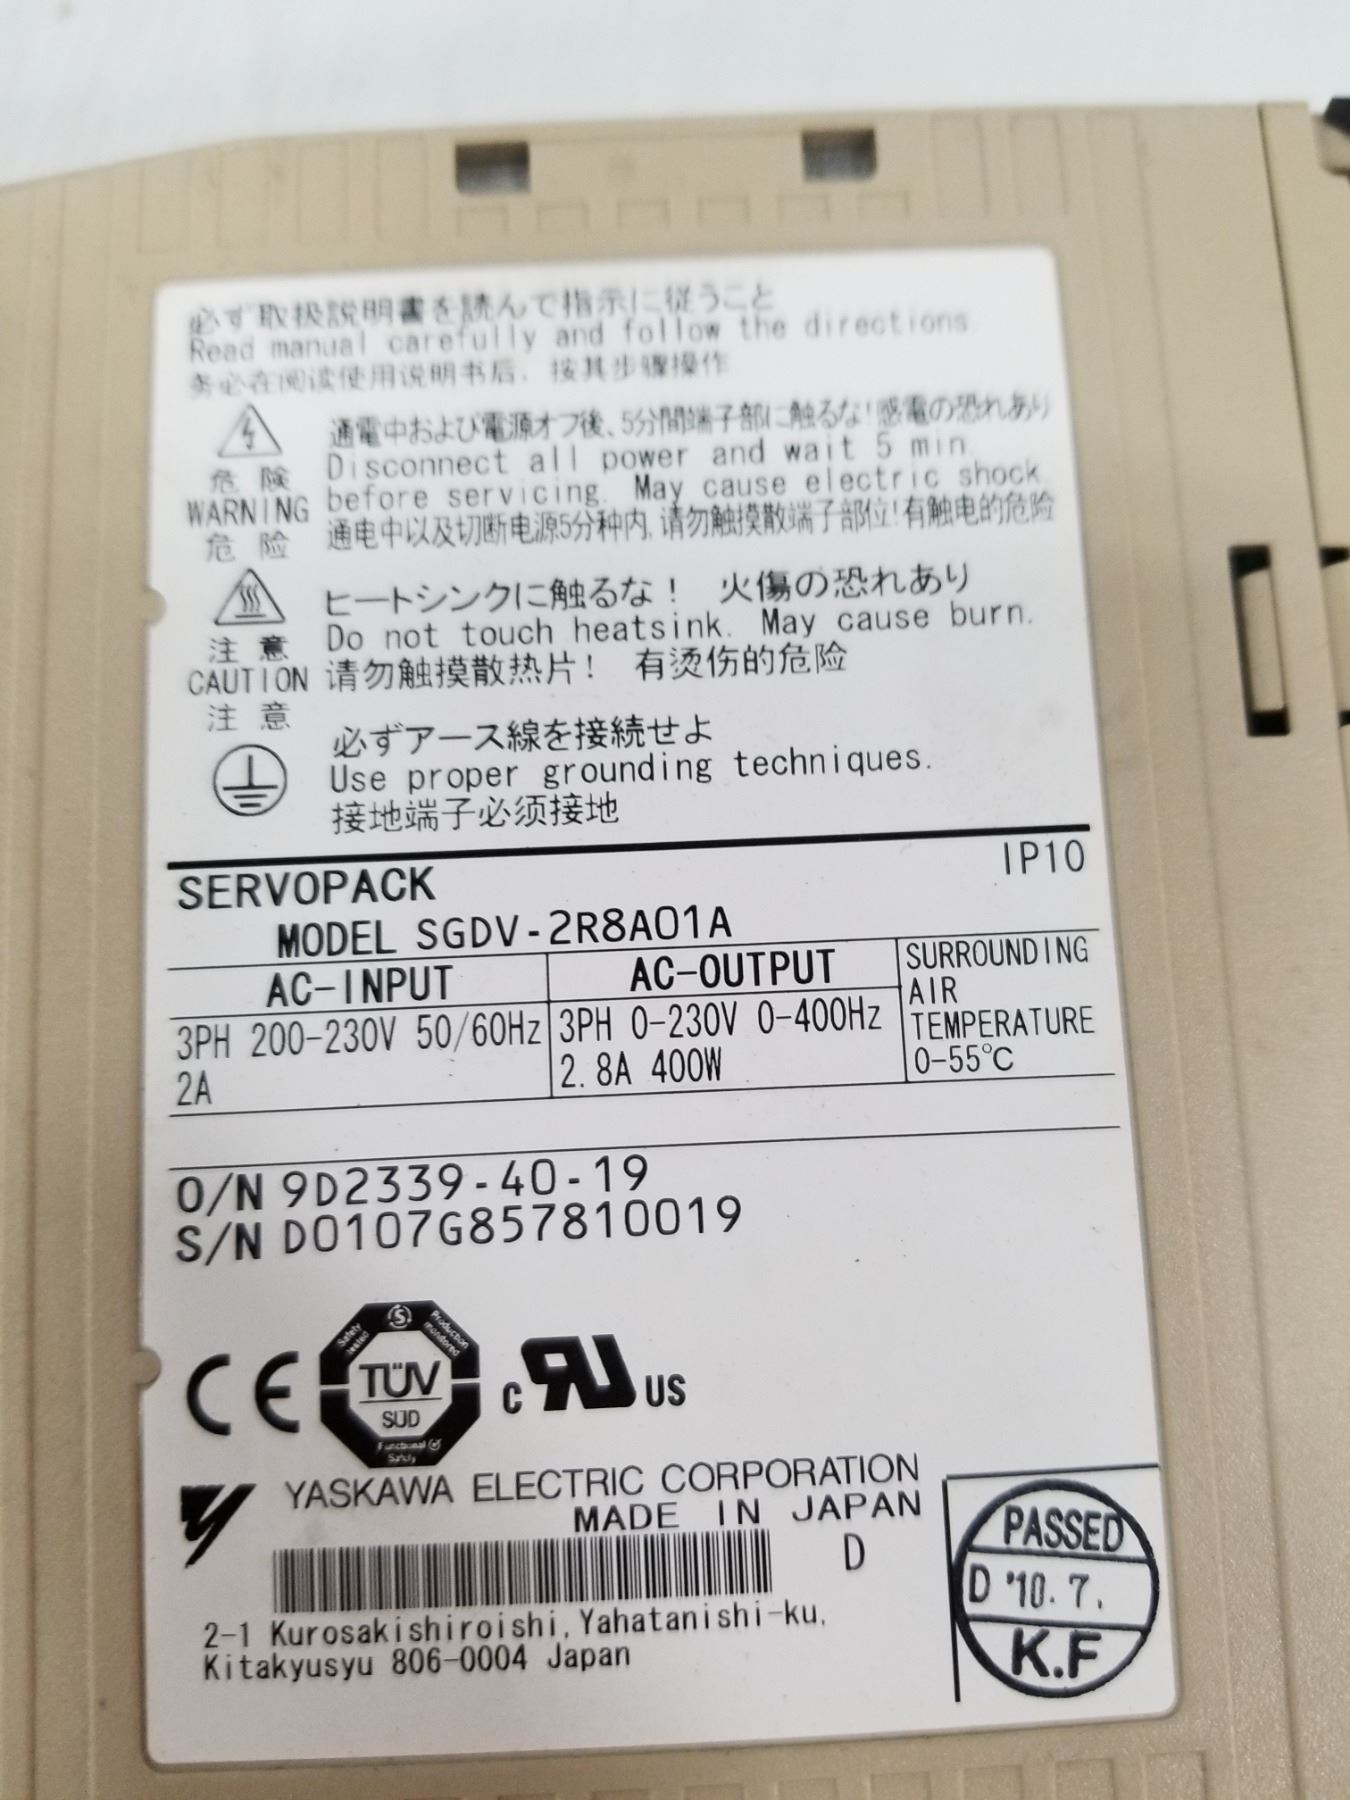 必ず取扱説明書を読んで指示に従うこと
Read manual carefully and follow the directions.
务必在阅读使用说明书后、按其步骤操作
危険
WARNING
危险
通電中および電源オフ後、5分間端子部に触るな!感電の恐れあり
Disconnect all power and wait 5 min.
before servicing. May cause electric shock.
通电中以及切断电源5分种内,请勿触摸散端子部位!有触电的危险
注意
CAUTION
注意
ヒートシンクに触るな! 火傷の恐れあり
Do not touch heatsink. May cause burn.
请勿触摸散热片! 有烫伤的危险
必ずアース線を接続せよ
Use proper grounding techniques.
接地端子必须接地
IP10
SERVOPACK
MODEL SGDV-2R8A01A
AC-INPUT
3PH 200-230V 50/60Hz
2A
AC-OUTPUT
3PH 0-230V 0-400Hz
2.8A 400W
SURROUNDING
AIR
TEMPERATURE
0-55℃
O/N 9D2339-40-19
S/N D0107G857810019
CE
Safety tested
Production monitored
TÜV
SÜD
Functional Safety
c RU US
YASKAWA ELECTRIC CORPORATION
MADE IN JAPAN
D
2-1 Kurosakishiroishi, Yahatanishi-ku,
Kitakyusyu 806-0004 Japan
PASSED
D '10.7.
K.F